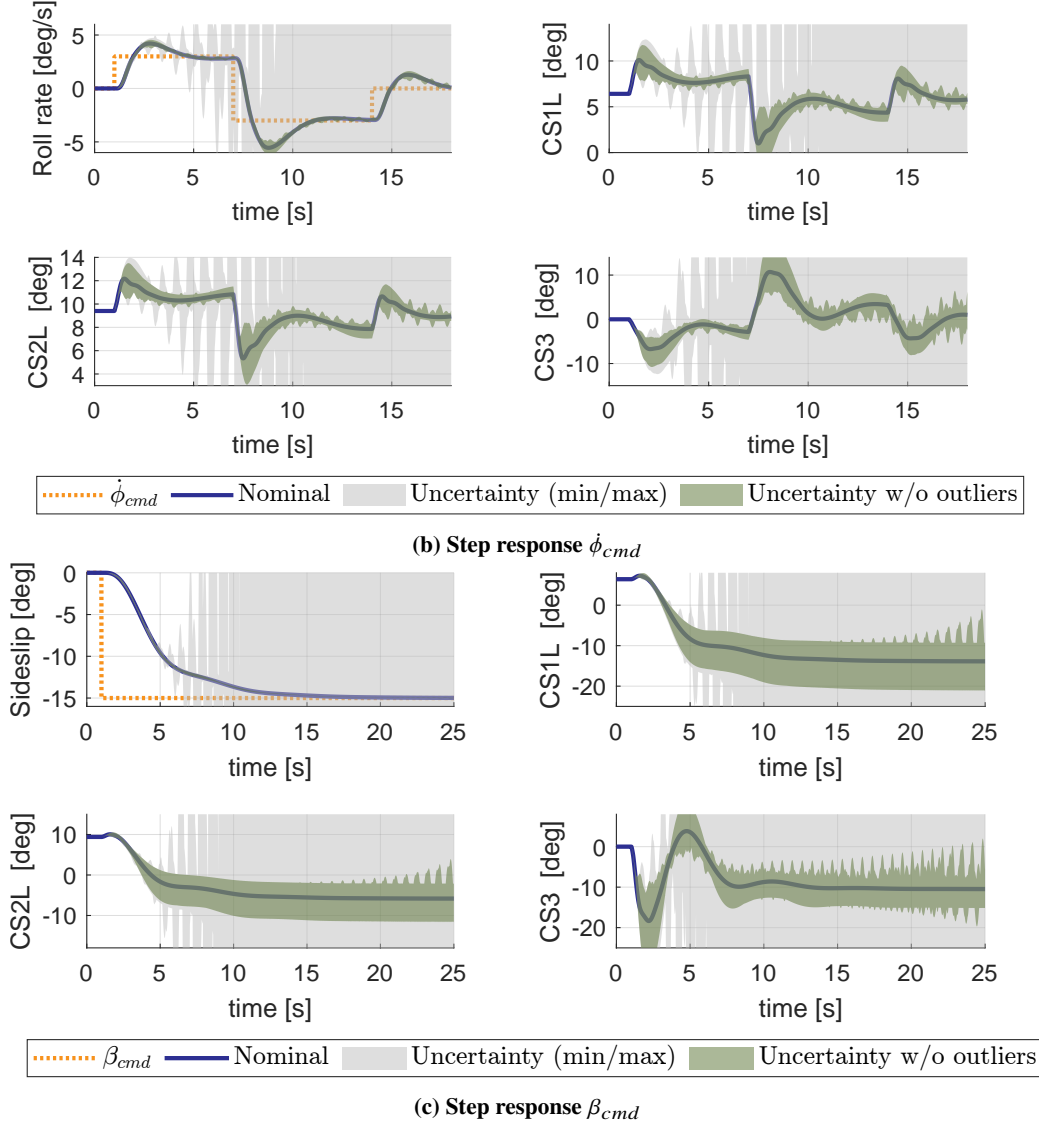 Roll rate [deg/s]
5
0
-5
0 5 10 15
time [s]
CS1L [deg]
10
5
0
0 5 10 15
time [s]
CS2L [deg]
14
12
10
8
6
4
0 5 10 15
time [s]
CS3 [deg]
10
0
-10
0 5 10 15
time [s]
ϕ̇cmd Nominal Uncertainty (min/max) Uncertainty w/o outliers
(b) Step response ϕ̇cmd
Sideslip [deg]
0
-5
-10
-15
0 5 10 15 20 25
time [s]
CS1L [deg]
0
-10
-20
0 5 10 15 20 25
time [s]
CS2L [deg]
10
0
-10
0 5 10 15 20 25
time [s]
CS3 [deg]
0
-10
-20
0 5 10 15 20 25
time [s]
βcmd Nominal Uncertainty (min/max) Uncertainty w/o outliers
(c) Step response βcmd